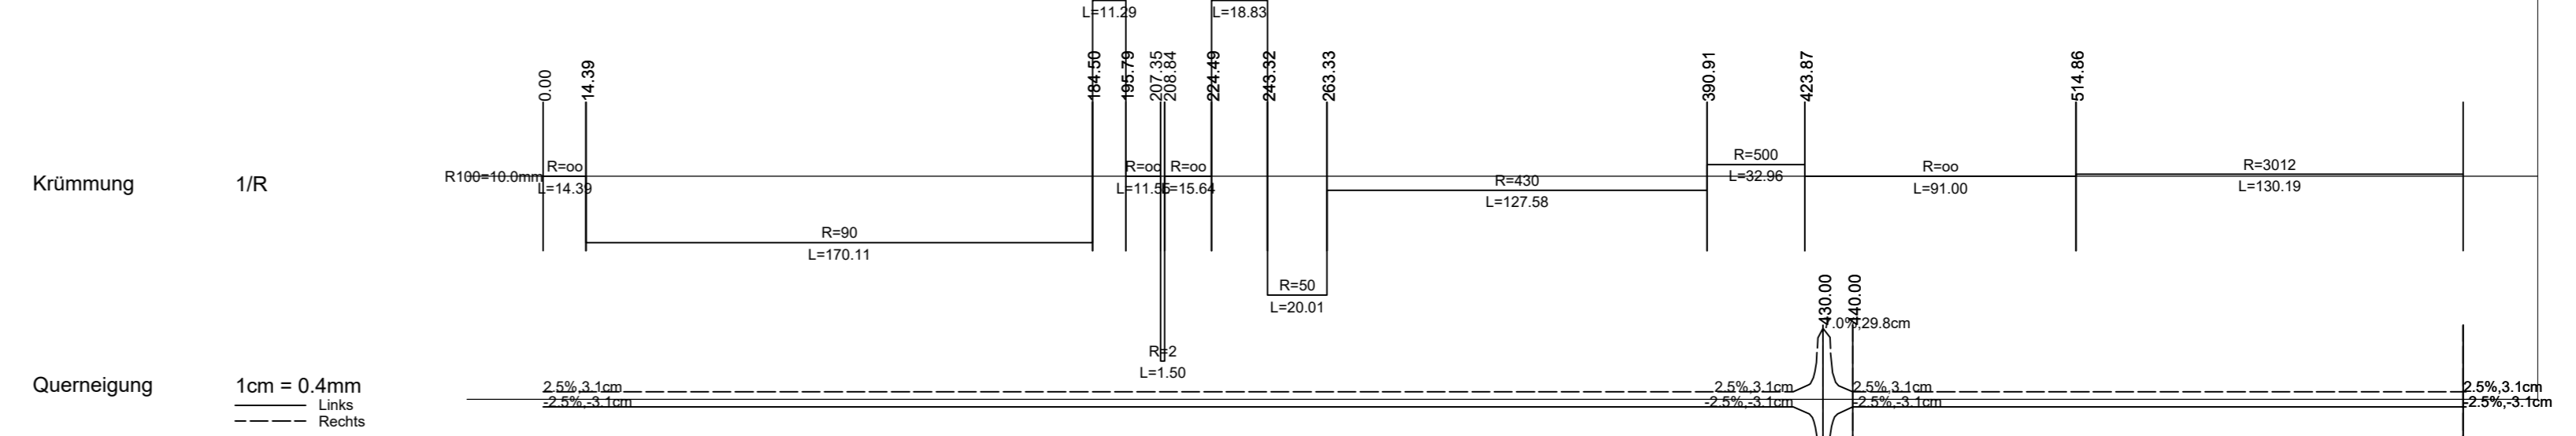 L=11.29
L=18.83
0.00
14.39
184.50
195.79
207.35
208.84
224.49
243.32
263.33
390.91
423.87
514.86
Krümmung
1/R
R100=10.0mm
R=oo
L=14.39
R=90
L=170.11
R=oo
L=11.55
R=2
L=1.50
R=oo
L=15.64
R=50
L=20.01
R=430
L=127.58
R=500
L=32.96
R=oo
L=91.00
R=3012
L=130.19
Querneigung
1cm = 0.4mm
Links
Rechts
430.00
440.00
7.0%,29.8cm
2.5%,3.1cm
-2.5%,-3.1cm
2.5%,3.1cm
-2.5%,-3.1cm
2.5%,3.1cm
-2.5%,-3.1cm
2.5%,3.1cm
-2.5%,-3.1cm